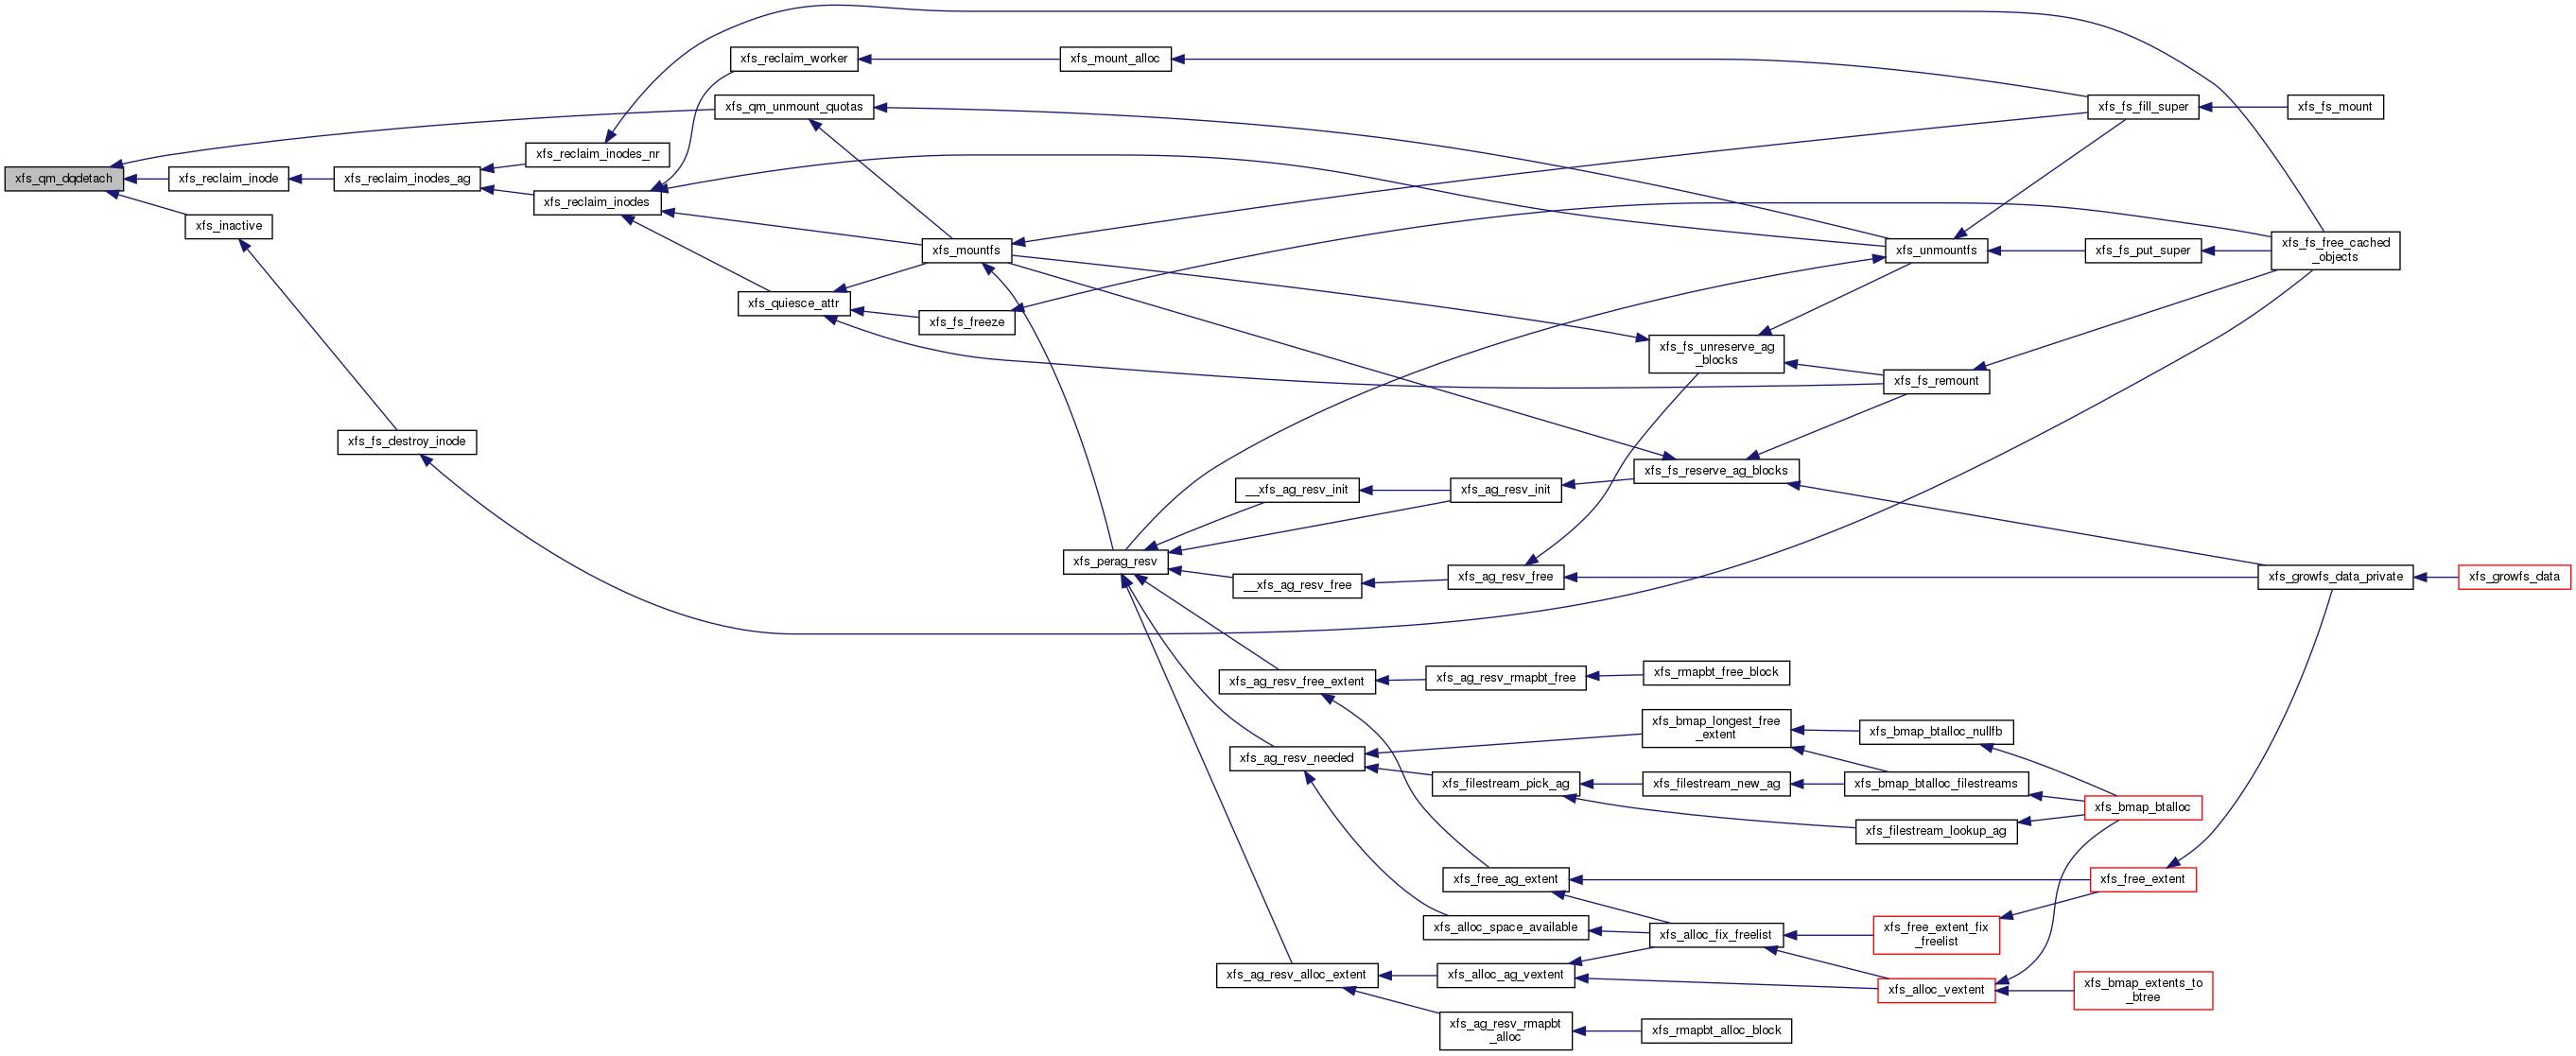 xfs_reclaim_worker
xfs_mount_alloc
xfs_qm_unmount_quotas
xfs_fs_fill_super
xfs_fs_mount
xfs_reclaim_inodes_nr
xfs_qm_dqdetach
xfs_reclaim_inode
xfs_reclaim_inodes_ag
xfs_reclaim_inodes
xfs_inactive
xfs_mountfs
xfs_unmountfs
xfs_fs_put_super
xfs_fs_free_cached
_objects
xfs_quiesce_attr
xfs_fs_freeze
xfs_fs_unreserve_ag
_blocks
xfs_fs_remount
xfs_fs_destroy_inode
xfs_fs_reserve_ag_blocks
__xfs_ag_resv_init
xfs_ag_resv_init
xfs_perag_resv
__xfs_ag_resv_free
xfs_ag_resv_free
xfs_growfs_data_private
xfs_growfs_data
xfs_ag_resv_free_extent
xfs_ag_resv_rmapbt_free
xfs_rmapbt_free_block
xfs_bmap_longest_free
_extent
xfs_bmap_btalloc_nullfb
xfs_ag_resv_needed
xfs_filestream_pick_ag
xfs_filestream_new_ag
xfs_bmap_btalloc_filestreams
xfs_bmap_btalloc
xfs_filestream_lookup_ag
xfs_free_ag_extent
xfs_free_extent
xfs_alloc_space_available
xfs_alloc_fix_freelist
xfs_free_extent_fix
_freelist
xfs_ag_resv_alloc_extent
xfs_alloc_ag_vextent
xfs_alloc_vextent
xfs_bmap_extents_to
_btree
xfs_ag_resv_rmapbt
_alloc
xfs_rmapbt_alloc_block